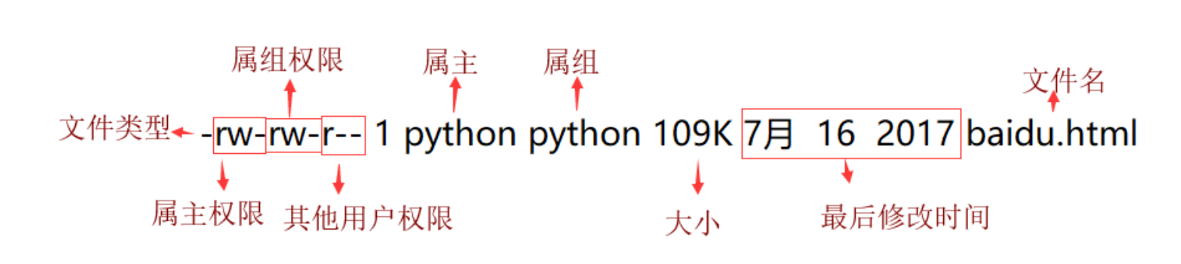 属组权限 属主 属组 文件名
文件类型 -rw-rw-r-- 1 python python 109K 7月 16 2017 baidu.html
属主权限 其他用户权限 大小 最后修改时间